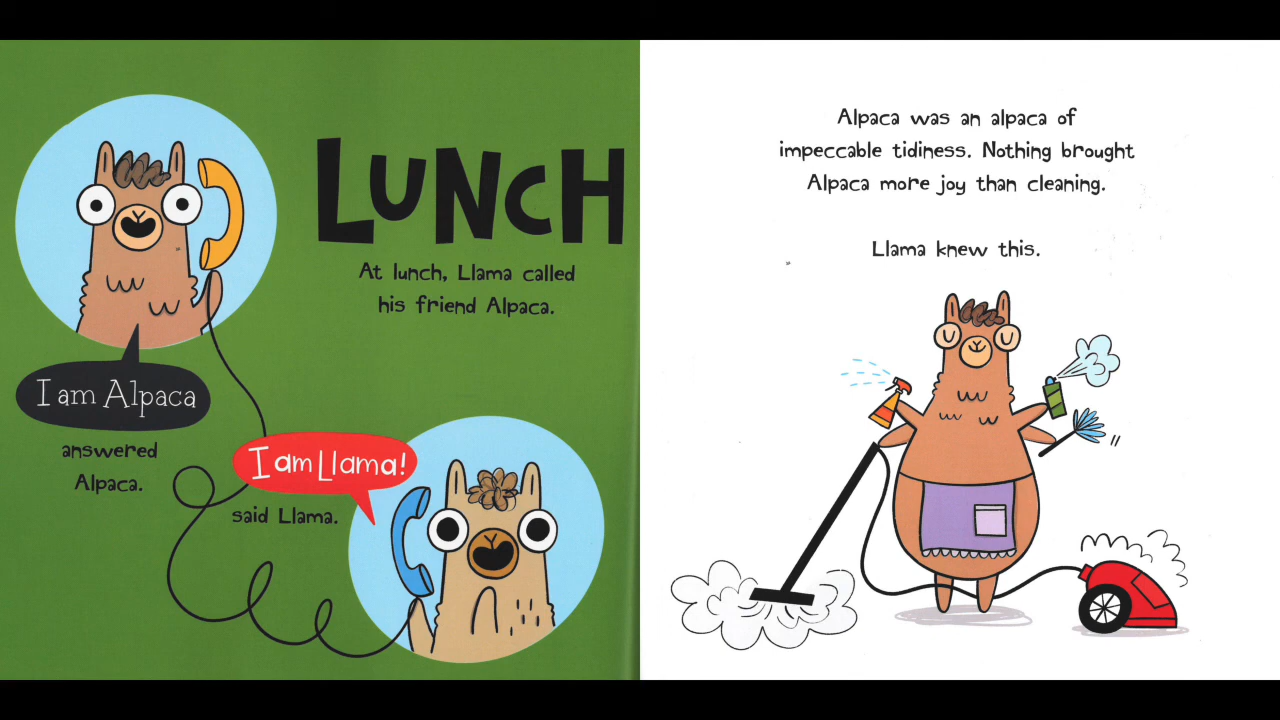 LUNCH
At lunch, Llama called
his friend Alpaca.
I am Alpaca
answered
Alpaca.
I am Llama!
said Llama.
Alpaca was an alpaca of
impeccable tidiness. Nothing brought
Alpaca more joy than cleaning.
Llama knew this.